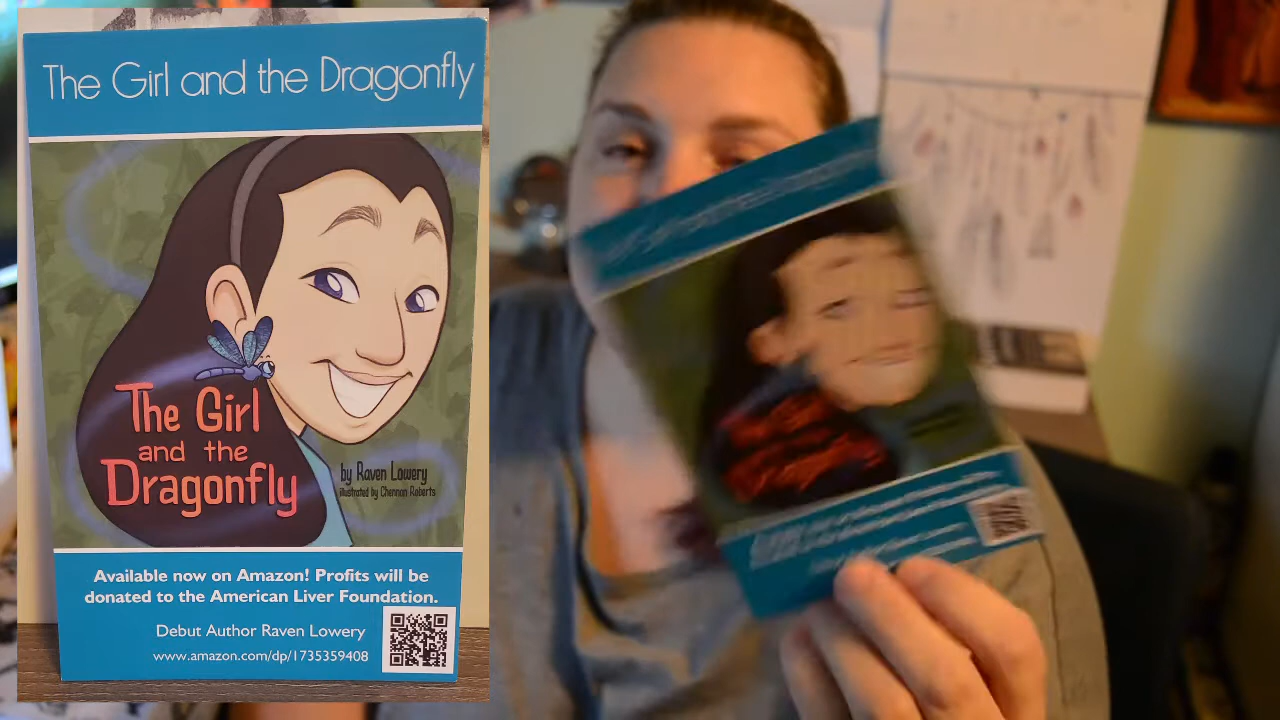 The Girl and the Dragonfly
The Girl
and the
Dragonfly
by Raven Lowery
illustrated by Chennan Roberts
Available now on Amazon! Profits will be
donated to the American Liver Foundation.
Debut Author Raven Lowery
www.amazon.com/dp/1735359408